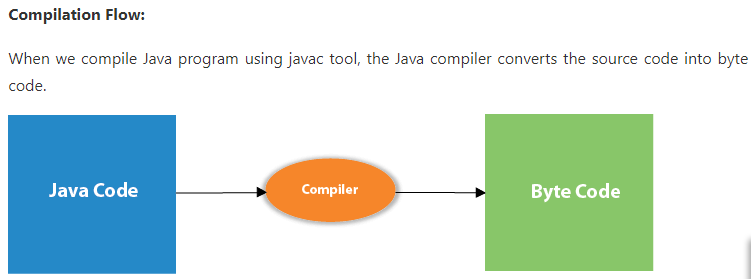 Compilation Flow:
When we compile Java program using javac tool, the Java compiler converts the source code into byte
code.
Java Code
Compiler
Byte Code